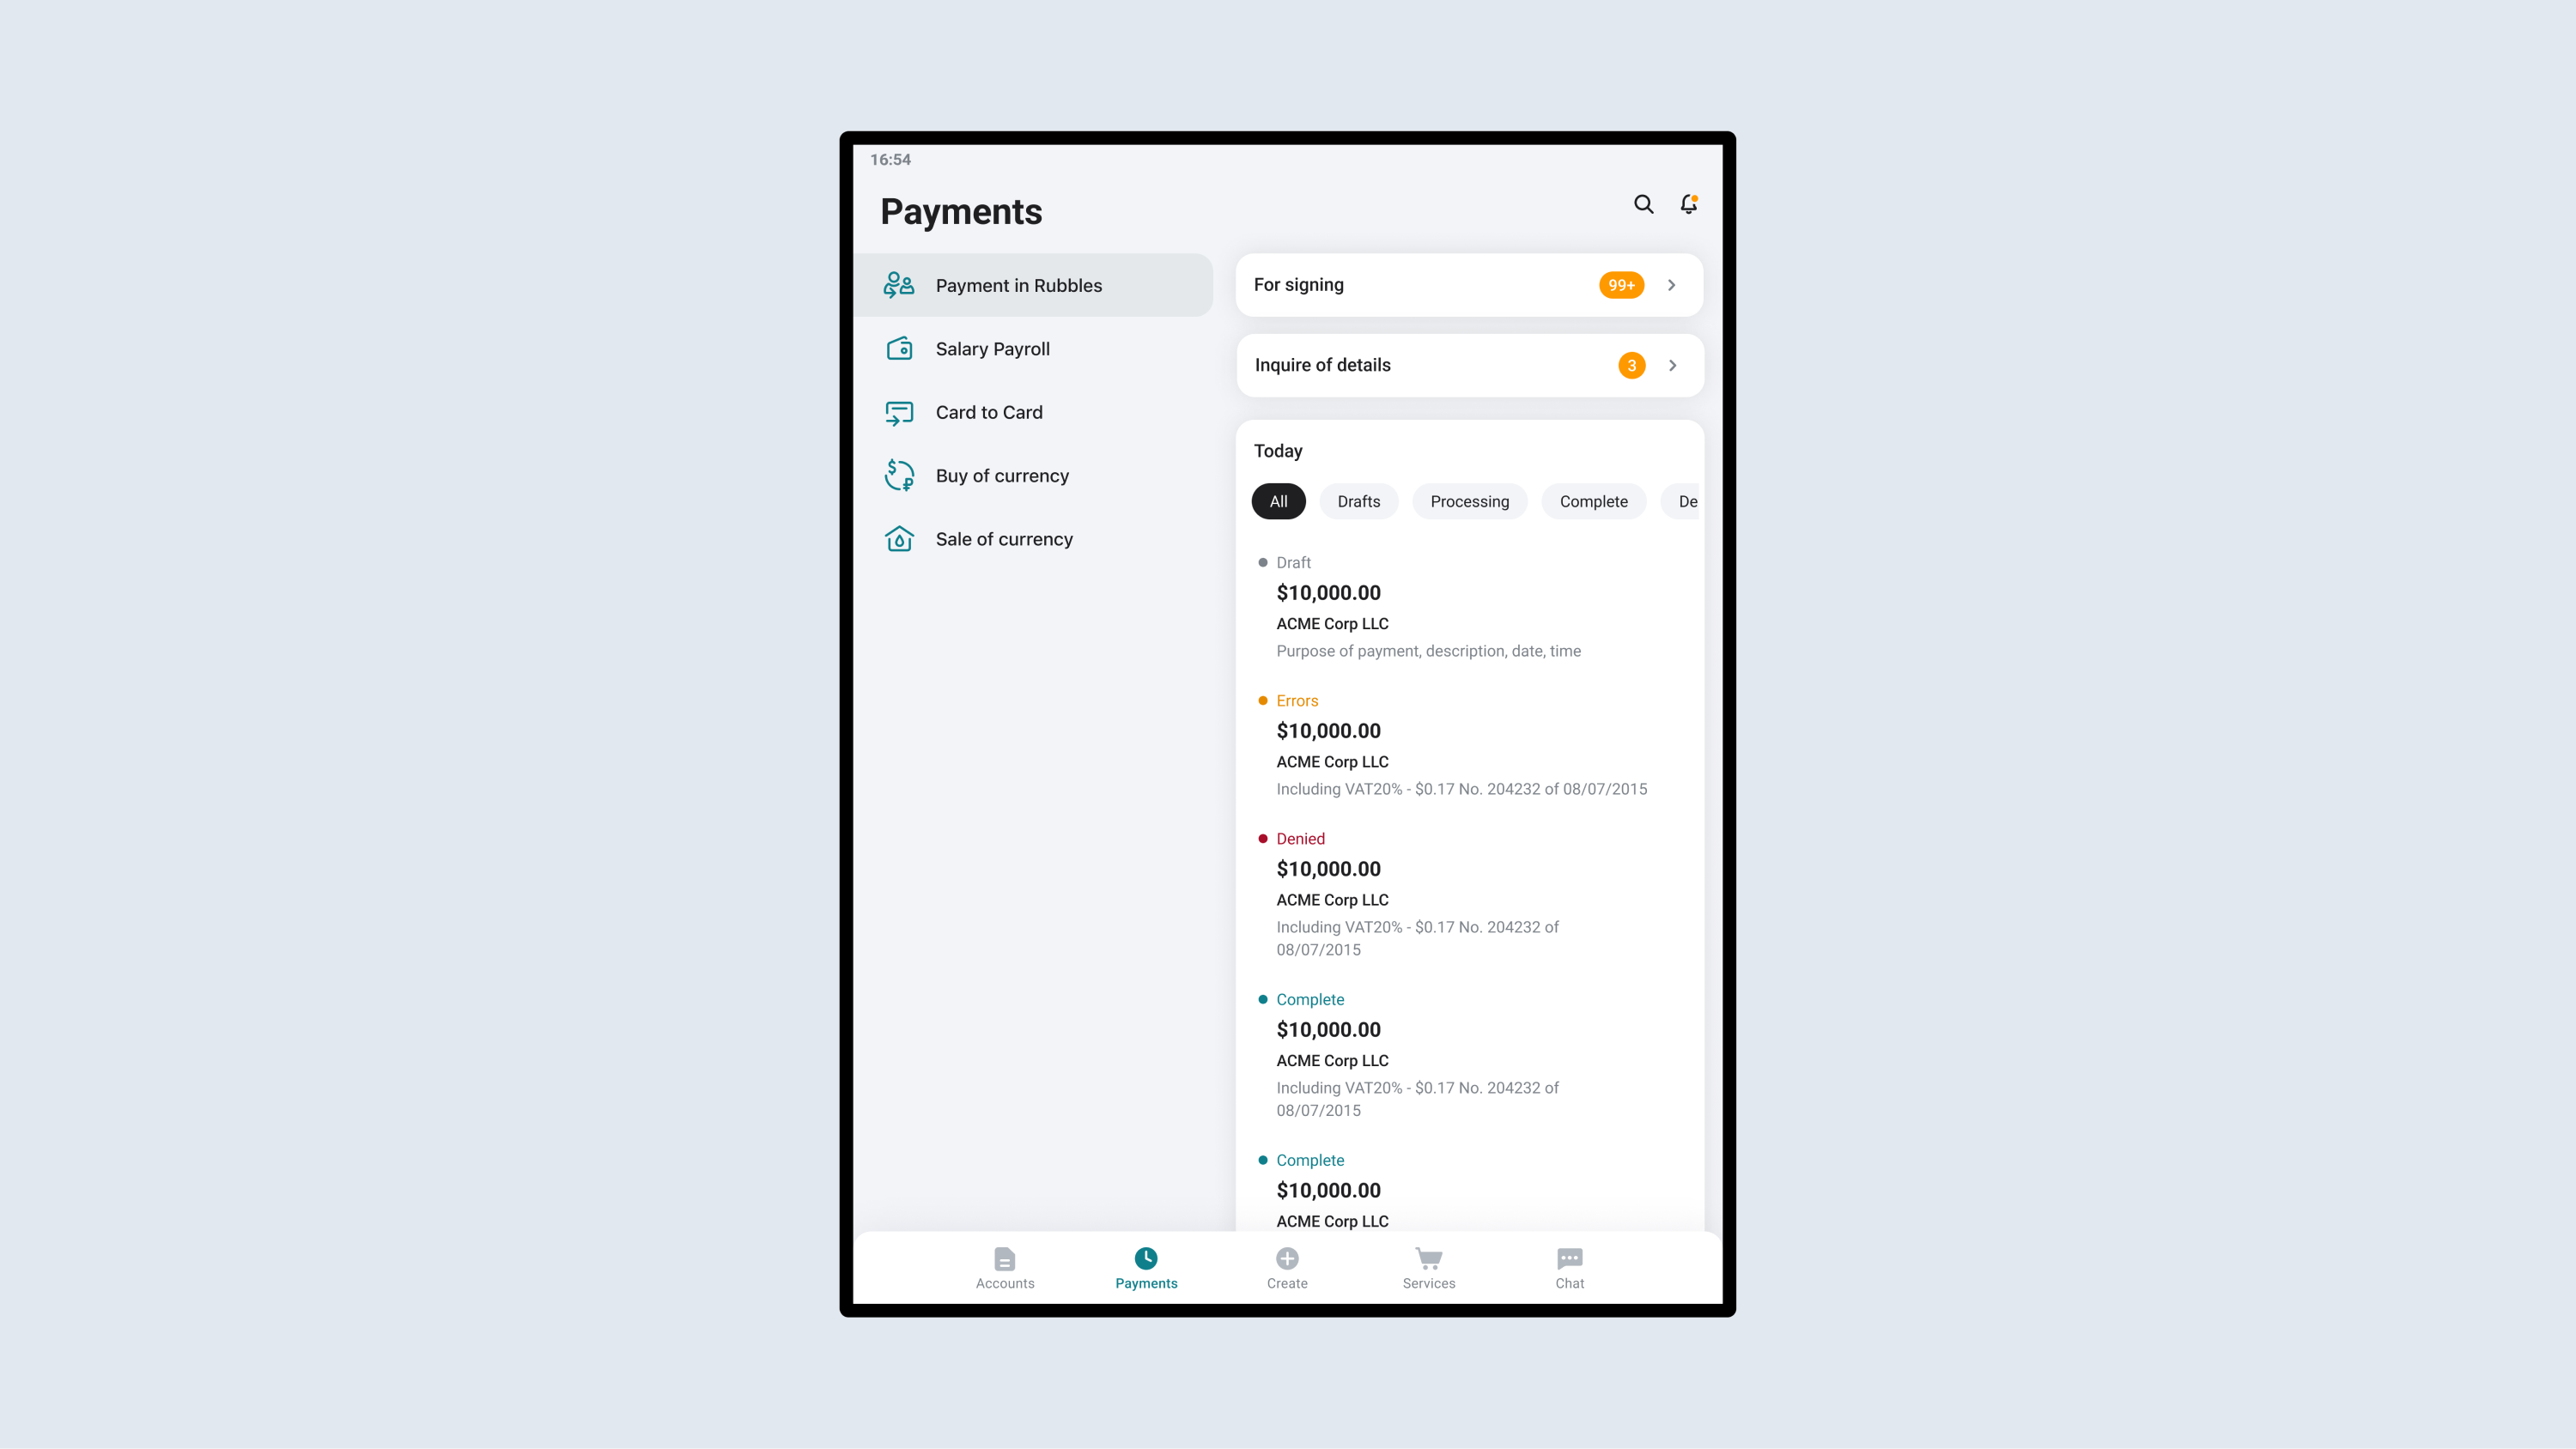 16:54
Payments
Payment in Rubbles
Salary Payroll
Card to Card
Buy of currency
Sale of currency
For signing
99+
Inquire of details
3
Today
All
Drafts
Processing
Complete
De
Draft
$10,000.00
ACME Corp LLC
Purpose of payment, description, date, time
Errors
$10,000.00
ACME Corp LLC
Including VAT20% - $0.17 No. 204232 of 08/07/2015
Denied
$10,000.00
ACME Corp LLC
Including VAT20% - $0.17 No. 204232 of
08/07/2015
Complete
$10,000.00
ACME Corp LLC
Including VAT20% - $0.17 No. 204232 of
08/07/2015
Complete
$10,000.00
ACME Corp LLC
Accounts
Payments
Create
Services
Chat